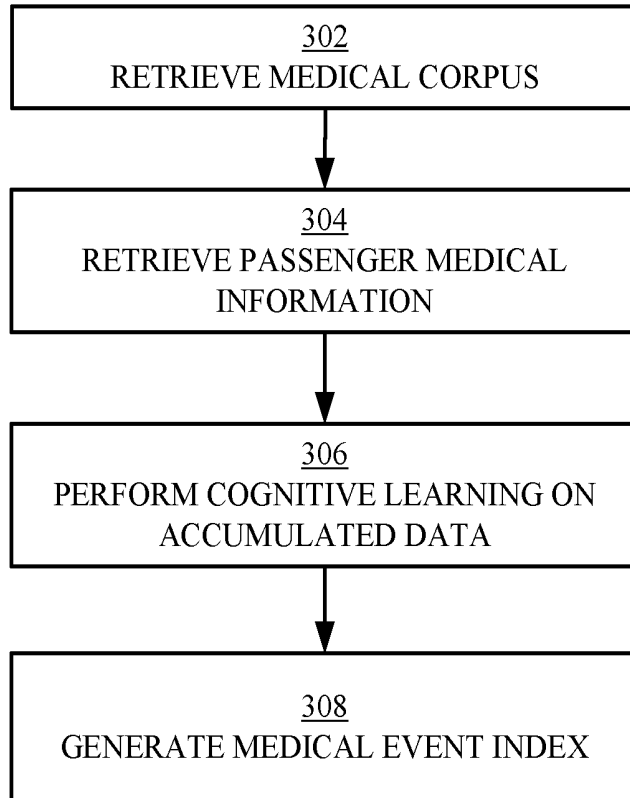 302
RETRIEVE MEDICAL CORPUS
304
RETRIEVE PASSENGER MEDICAL
INFORMATION
306
PERFORM COGNITIVE LEARNING ON
ACCUMULATED DATA
308
GENERATE MEDICAL EVENT INDEX